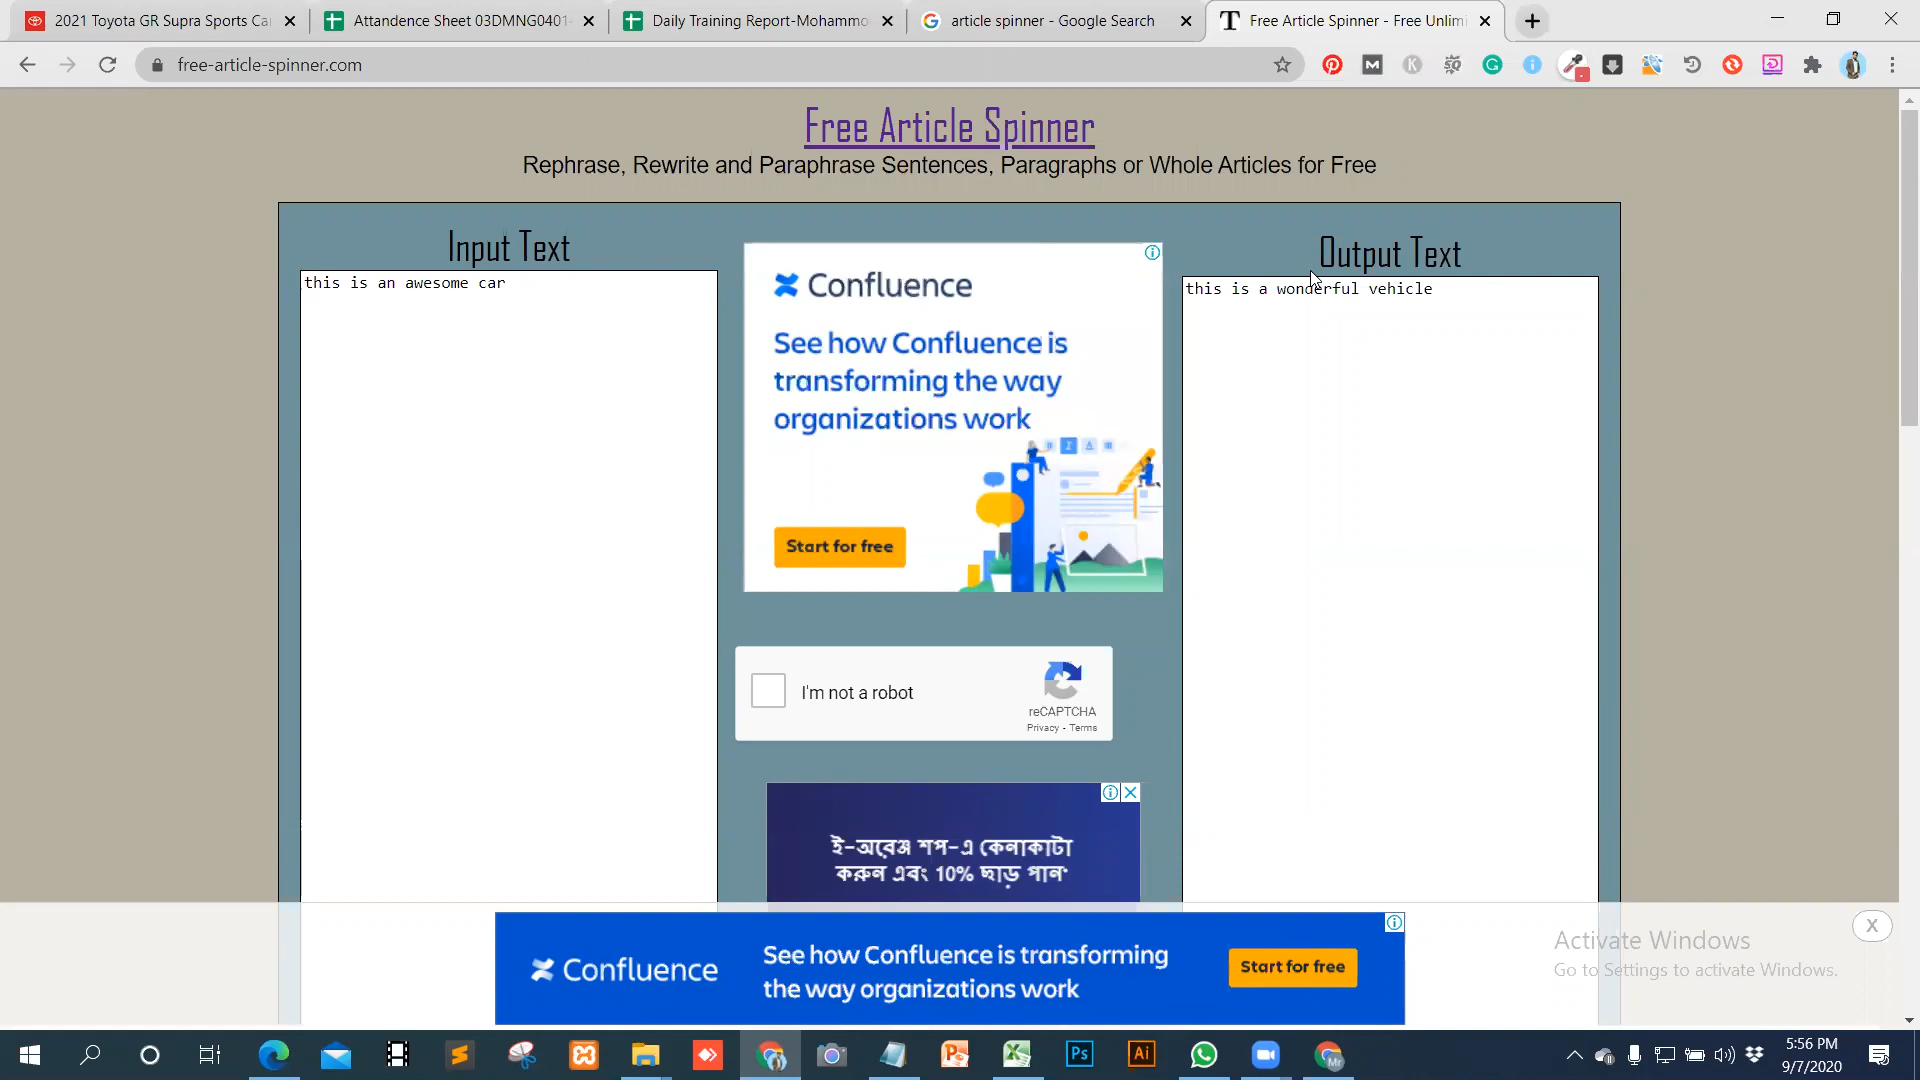 2021 Toyota GR Supra Sports Ca
Attandence Sheet 03DMNG0401-
Daily Training Report-Mohammo
article spinner - Google Search
Free Article Spinner - Free Unlimi
free-article-spinner.com
Free Article Spinner
Rephrase, Rewrite and Paraphrase Sentences, Paragraphs or Whole Articles for Free
Input Text
this is an awesome car
Confluence
See how Confluence is
transforming the way
organizations work
Start for free
Output Text
this is a wonderful vehicle
I'm not a robot
reCAPTCHA
Privacy - Terms
ই-অরেঞ্জ শপ-এ কেনাকাটা
করুন এবং 10% ছাড় পান*
Confluence
See how Confluence is transforming
the way organizations work
Start for free
X
Activate Windows
Go to Settings to activate Windows.
5:56 PM
9/7/2020